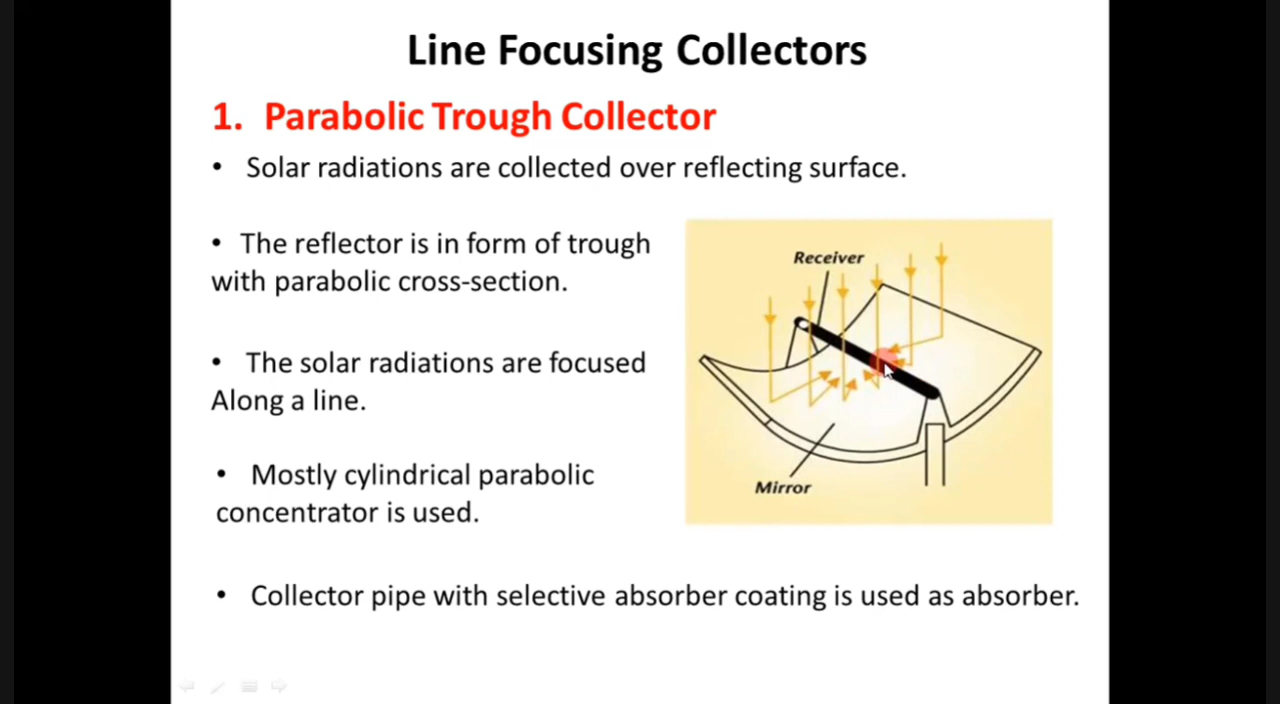 Line Focusing Collectors
1. Parabolic Trough Collector
• Solar radiations are collected over reflecting surface.
• The reflector is in form of trough
with parabolic cross-section.
• The solar radiations are focused
Along a line.
• Mostly cylindrical parabolic
concentrator is used.
• Collector pipe with selective absorber coating is used as absorber.
Receiver
Mirror